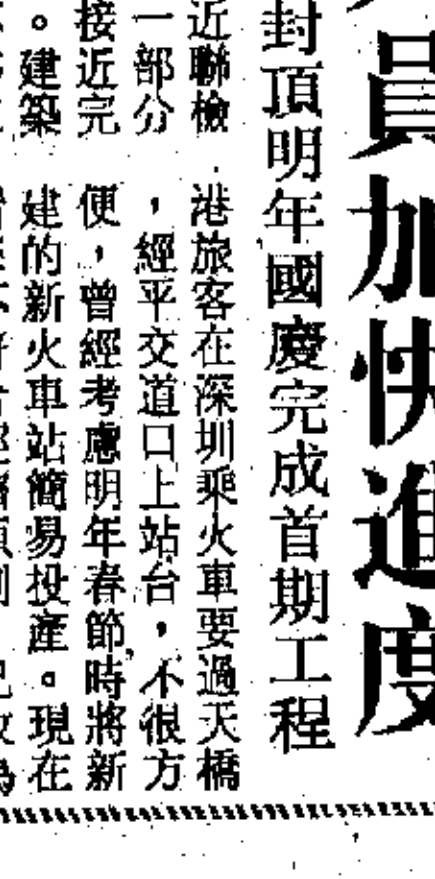 員加快進度
封頂明年國慶完成首期工程
近聯檢
一部分
接近完
。建築
港旅客在深圳乘火車要過天橋
，經平交道口上站台，不很方
便，曾經考慮明年春節時將新
建的新火車站簡易投產。現在